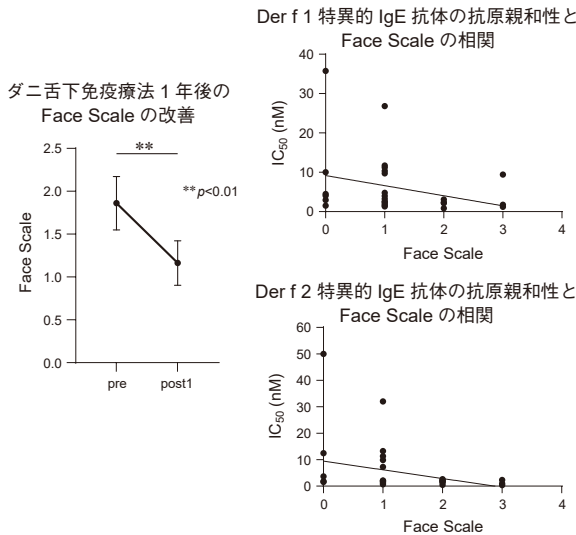 ダニ舌下免疫療法 1 年後の
Face Scale の改善
2.5
2.0
1.5
1.0
0.5
0.0
Face Scale
**
**p<0.01
pre
post1
Der f 1 特異的 IgE 抗体の抗原親和性と
Face Scale の相関
40
30
20
10
0
IC50 (nM)
0
1
2
3
4
Face Scale
Der f 2 特異的 IgE 抗体の抗原親和性と
Face Scale の相関
60
50
40
30
20
10
0
IC50 (nM)
0
1
2
3
4
Face Scale